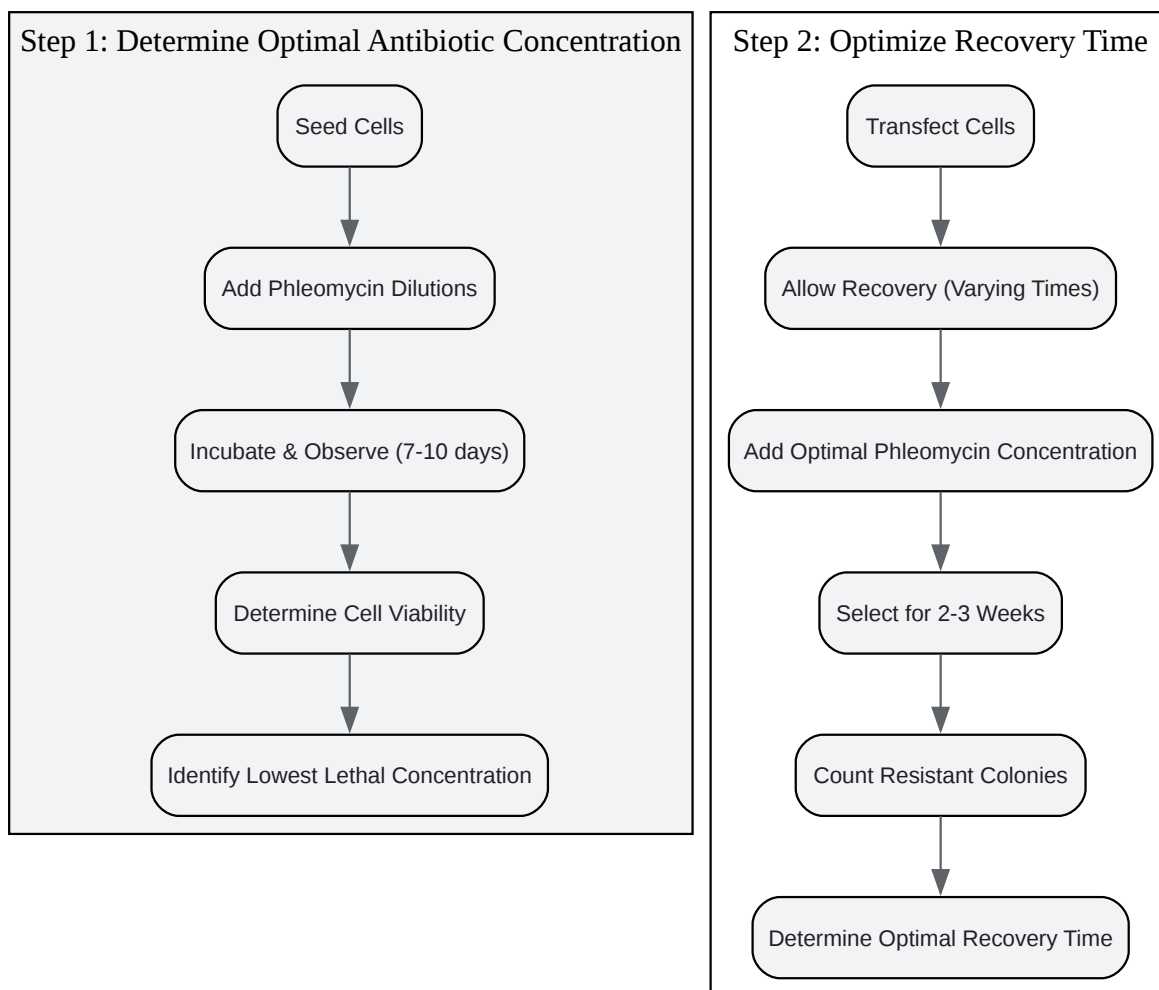 Step 1: Determine Optimal Antibiotic Concentration
Seed Cells
Add Phleomycin Dilutions
Incubate & Observe (7-10 days)
Determine Cell Viability
Identify Lowest Lethal Concentration
Step 2: Optimize Recovery Time
Transfect Cells
Allow Recovery (Varying Times)
Add Optimal Phleomycin Concentration
Select for 2-3 Weeks
Count Resistant Colonies
Determine Optimal Recovery Time